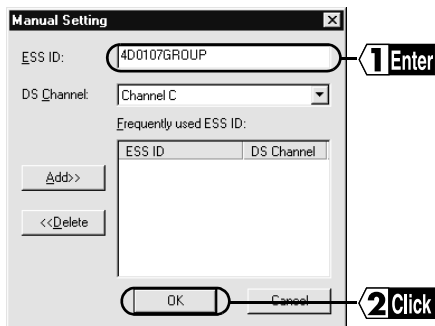 Manual Setting
ESS ID: 4D0107GROUP
1 Enter
DS Channel: Channel C
Frequently used ESS ID:
ESS ID DS Channel
Add>>
<<Delete
OK Cancel
2 Click